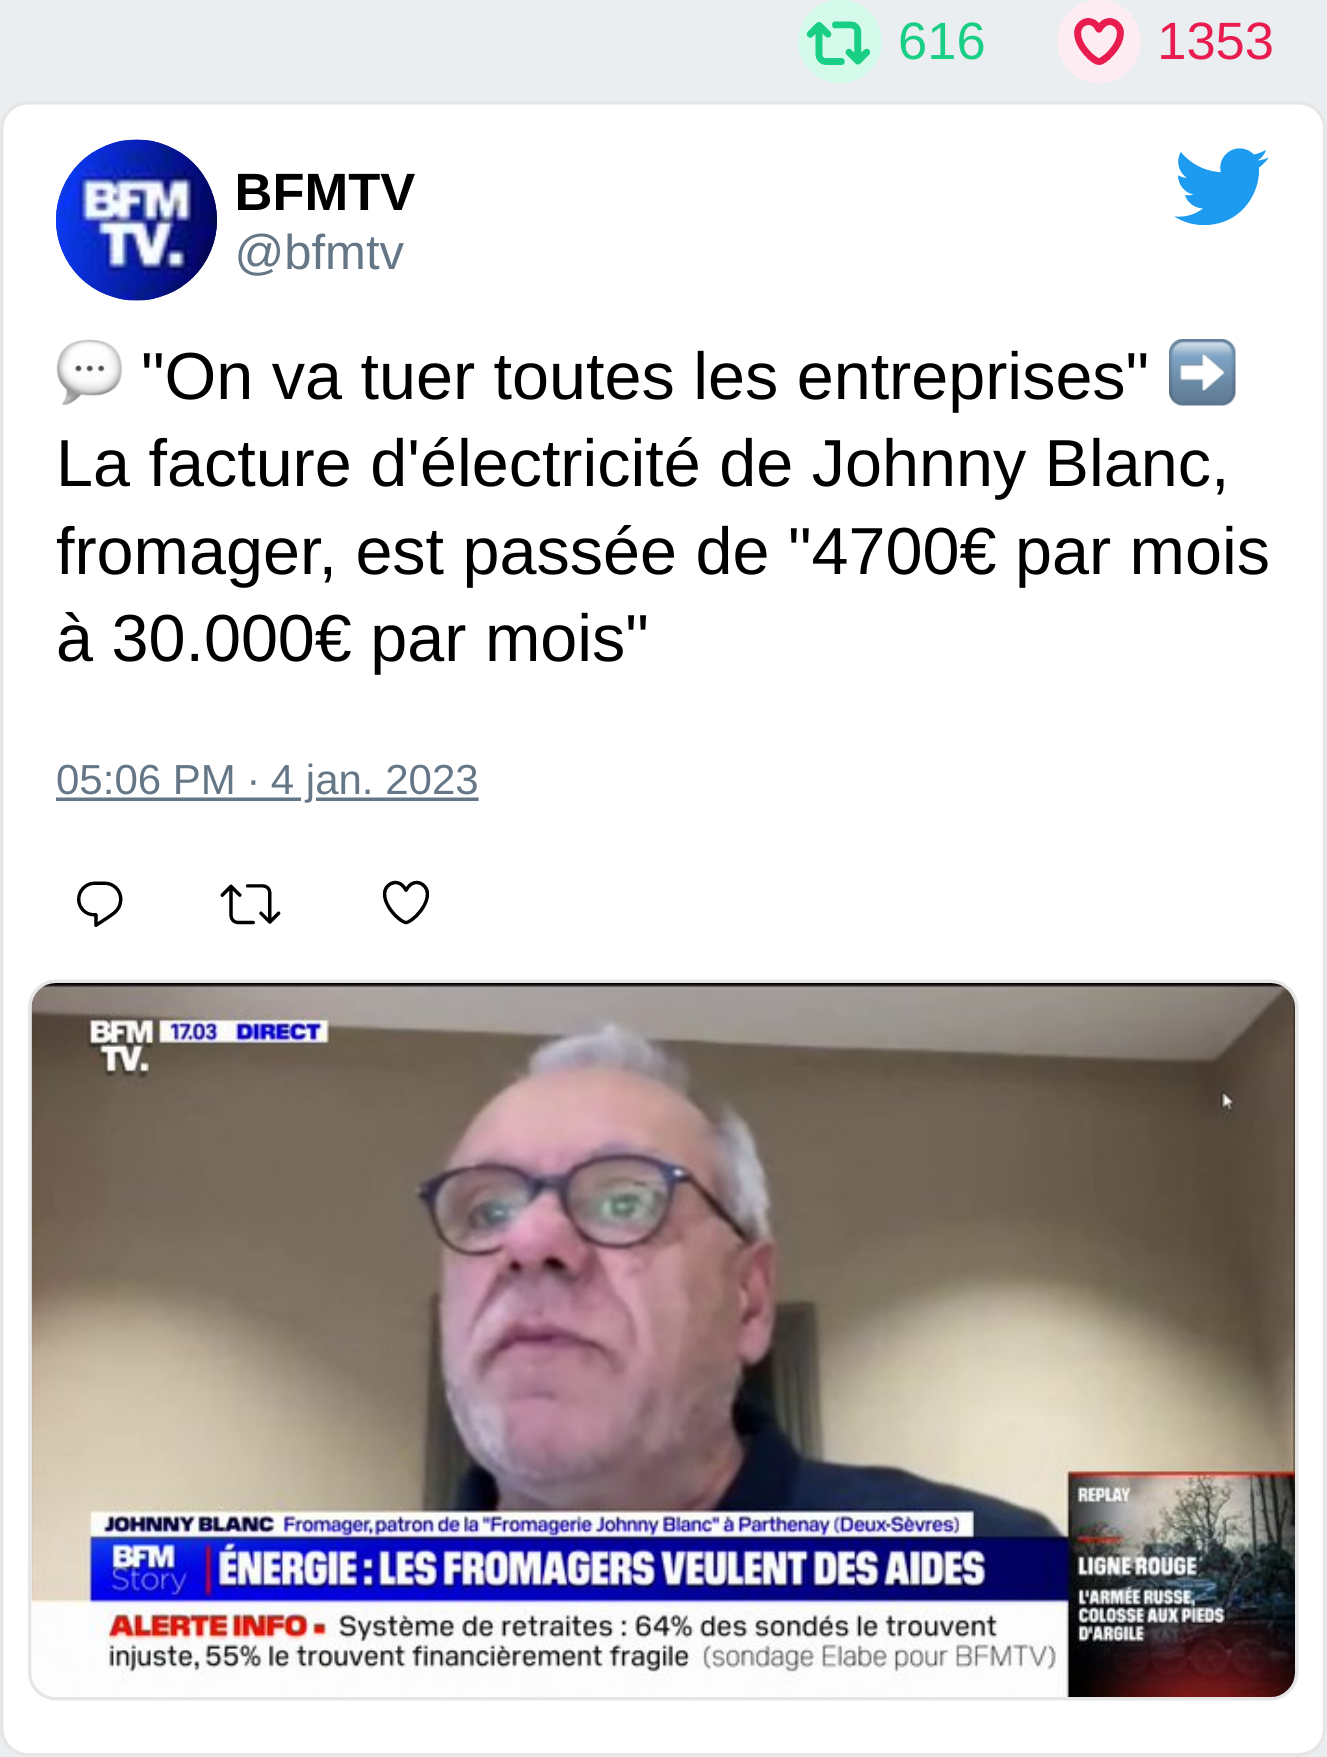 616 1353
BFM
TV.
BFMTV
@bfmtv
💬 "On va tuer toutes les entreprises" ➡️
La facture d'électricité de Johnny Blanc,
fromager, est passée de "4700€ par mois
à 30.000€ par mois"
05:06 PM · 4 jan. 2023
BFM
TV.
17.03 DIRECT
JOHNNY BLANC Fromager, patron de la "Fromagerie Johnny Blanc" à Parthenay (Deux-Sèvres)
BFM
Story
ÉNERGIE : LES FROMAGERS VEULENT DES AIDES
ALERTE INFO ▪ Système de retraites : 64% des sondés le trouvent
injuste, 55% le trouvent financièrement fragile (sondage Elabe pour BFMTV)
REPLAY
LIGNE ROUGE
L'ARMÉE RUSSE,
COLOSSE AUX PIEDS
D'ARGILE